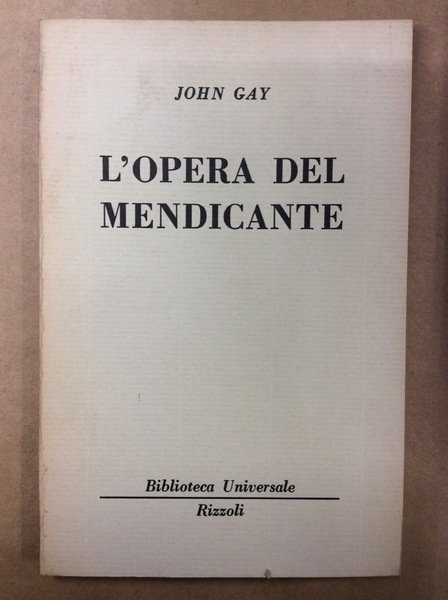 JOHN GAY
L'OPERA DEL
MENDICANTE
Biblioteca Universale
Rizzoli